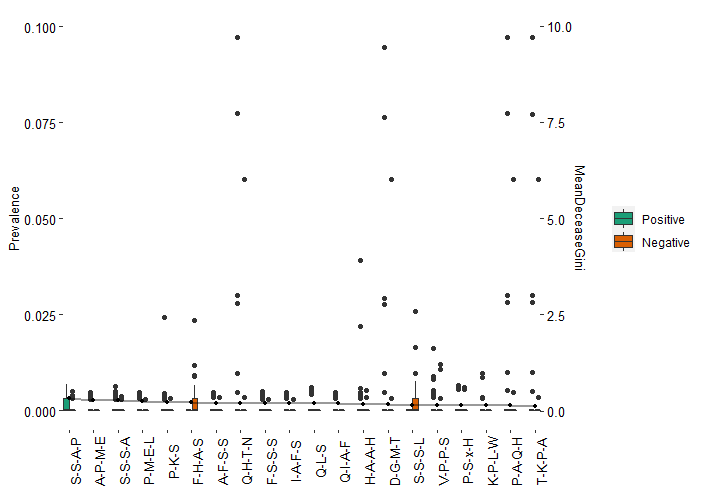 0.100
0.075
0.050
0.025
0.000
Prevalence
10.0
7.5
5.0
2.5
0.0
MeanDeceaseGini
Positive
Negative
S-S-A-P
A-P-M-E
S-S-S-A
P-M-E-L
P-K-S
F-H-A-S
A-F-S-S
Q-H-T-N
F-S-S-S
I-A-F-S
Q-L-S
Q-I-A-F
H-A-A-H
D-G-M-T
S-S-S-L
V-P-P-S
P-S-x-H
K-P-L-W
P-A-Q-H
T-K-P-A